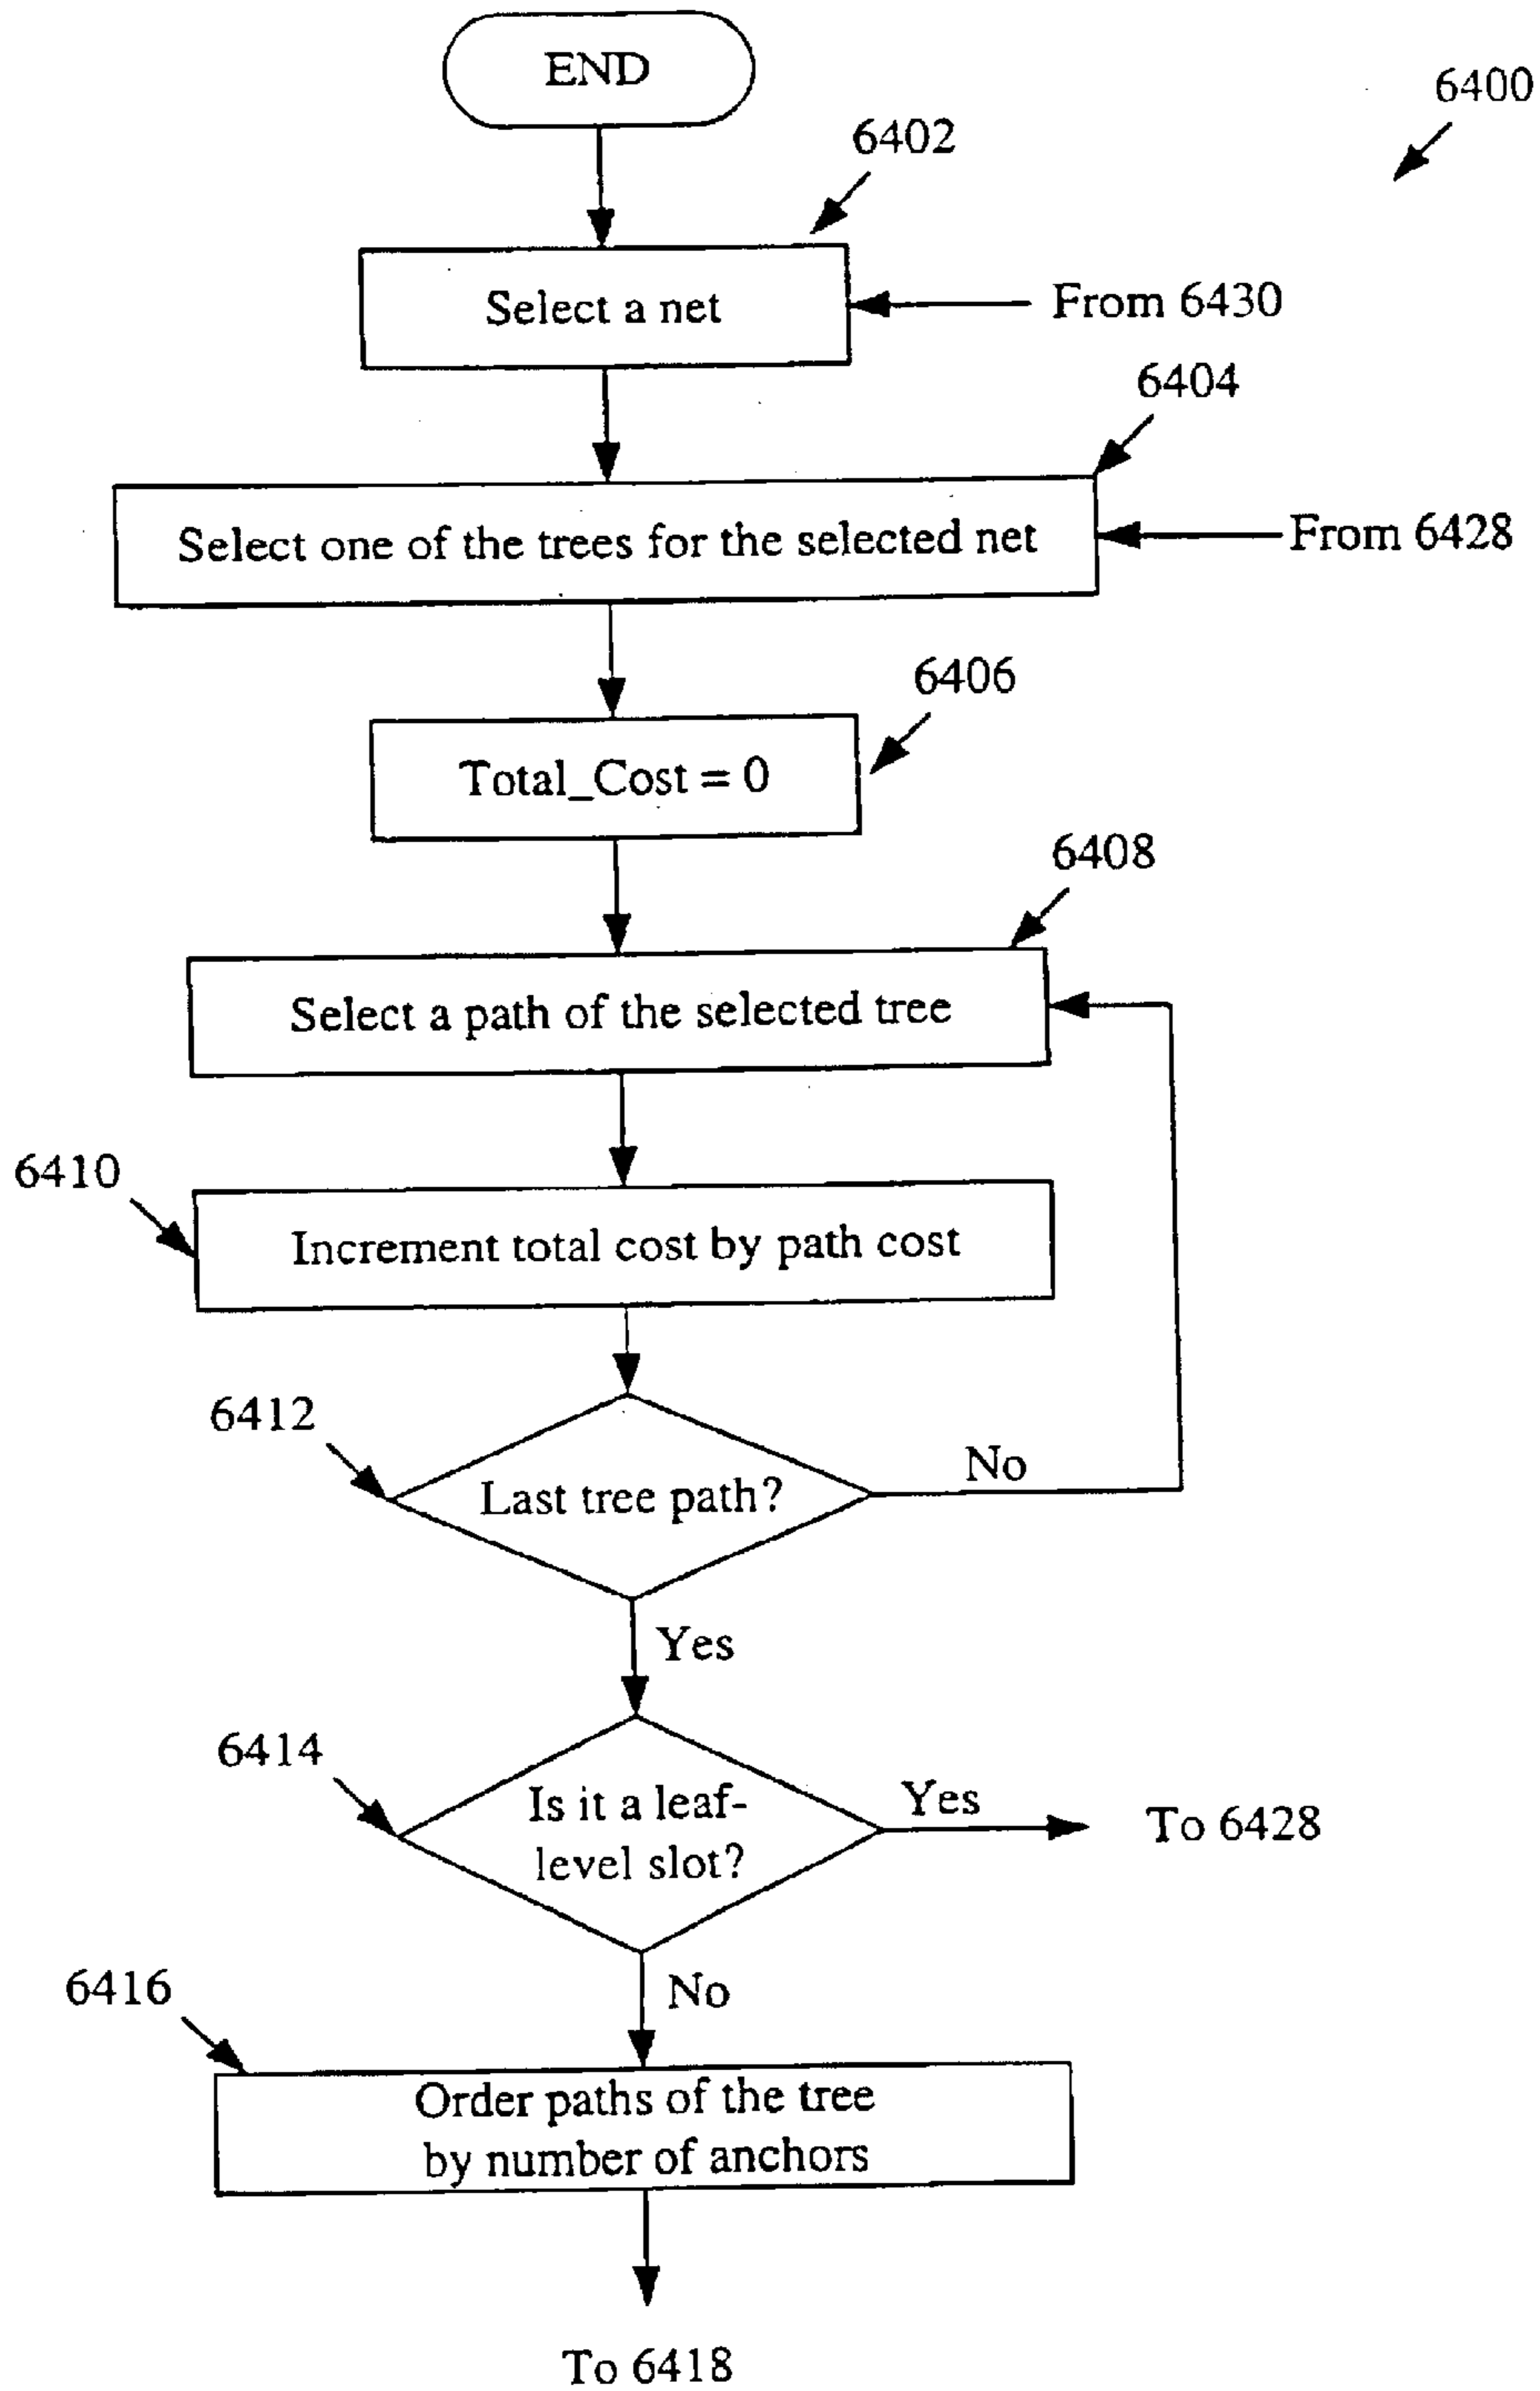 END
6400
6402
Select a net
From 6430
6404
Select one of the trees for the selected net
From 6428
6406
Total_Cost = 0
6408
Select a path of the selected tree
6410
Increment total cost by path cost
6412
Last tree path?
No
Yes
6414
Is it a leaf-
level slot?
Yes
To 6428
No
6416
Order paths of the tree
by number of anchors
To 6418